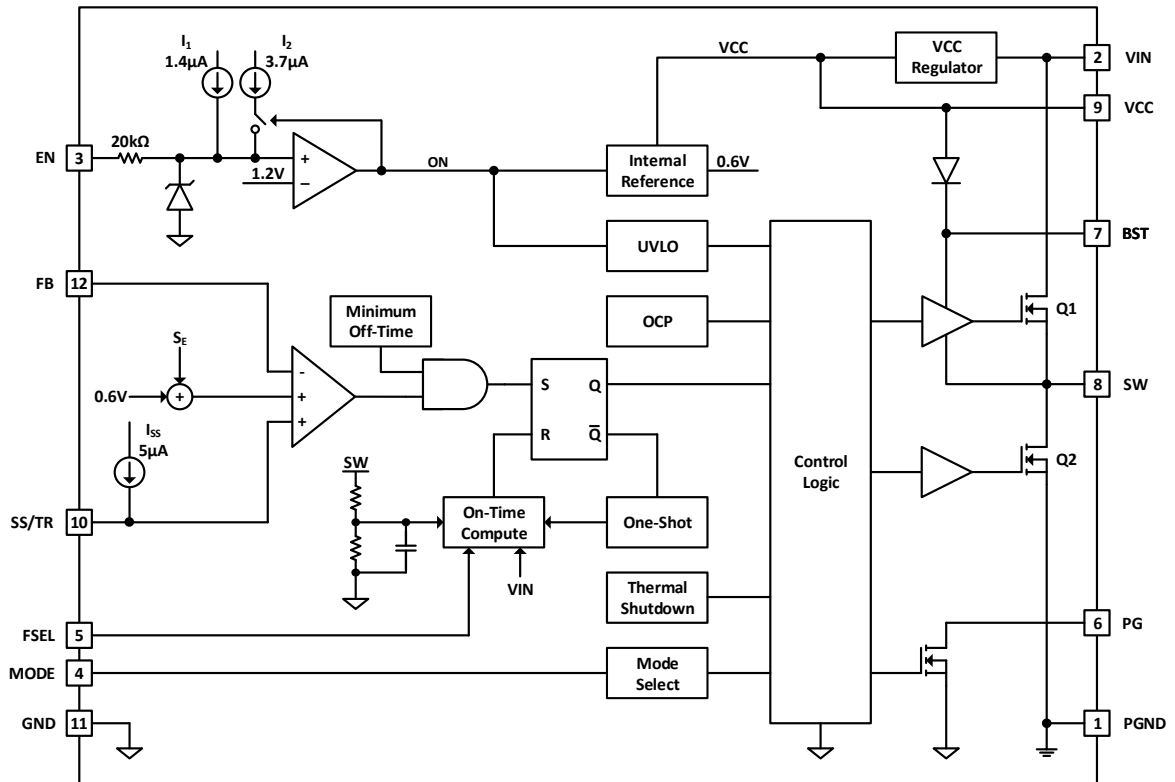 I1
1.4µA
I2
3.7µA
VCC
VCC
Regulator
2
VIN
9
VCC
EN
3
20kΩ
+
1.2V
−
ON
Internal
Reference
0.6V
UVLO
7
BST
FB
12
Minimum
Off-Time
OCP
Q1
SE
0.6V
+
-
+
+
S
Q
R
Q̅
8
SW
ISS
5µA
SW
Control
Logic
Q2
SS/TR
10
On-Time
Compute
One-Shot
VIN
Thermal
Shutdown
FSEL
5
6
PG
MODE
4
Mode
Select
GND
11
1
PGND